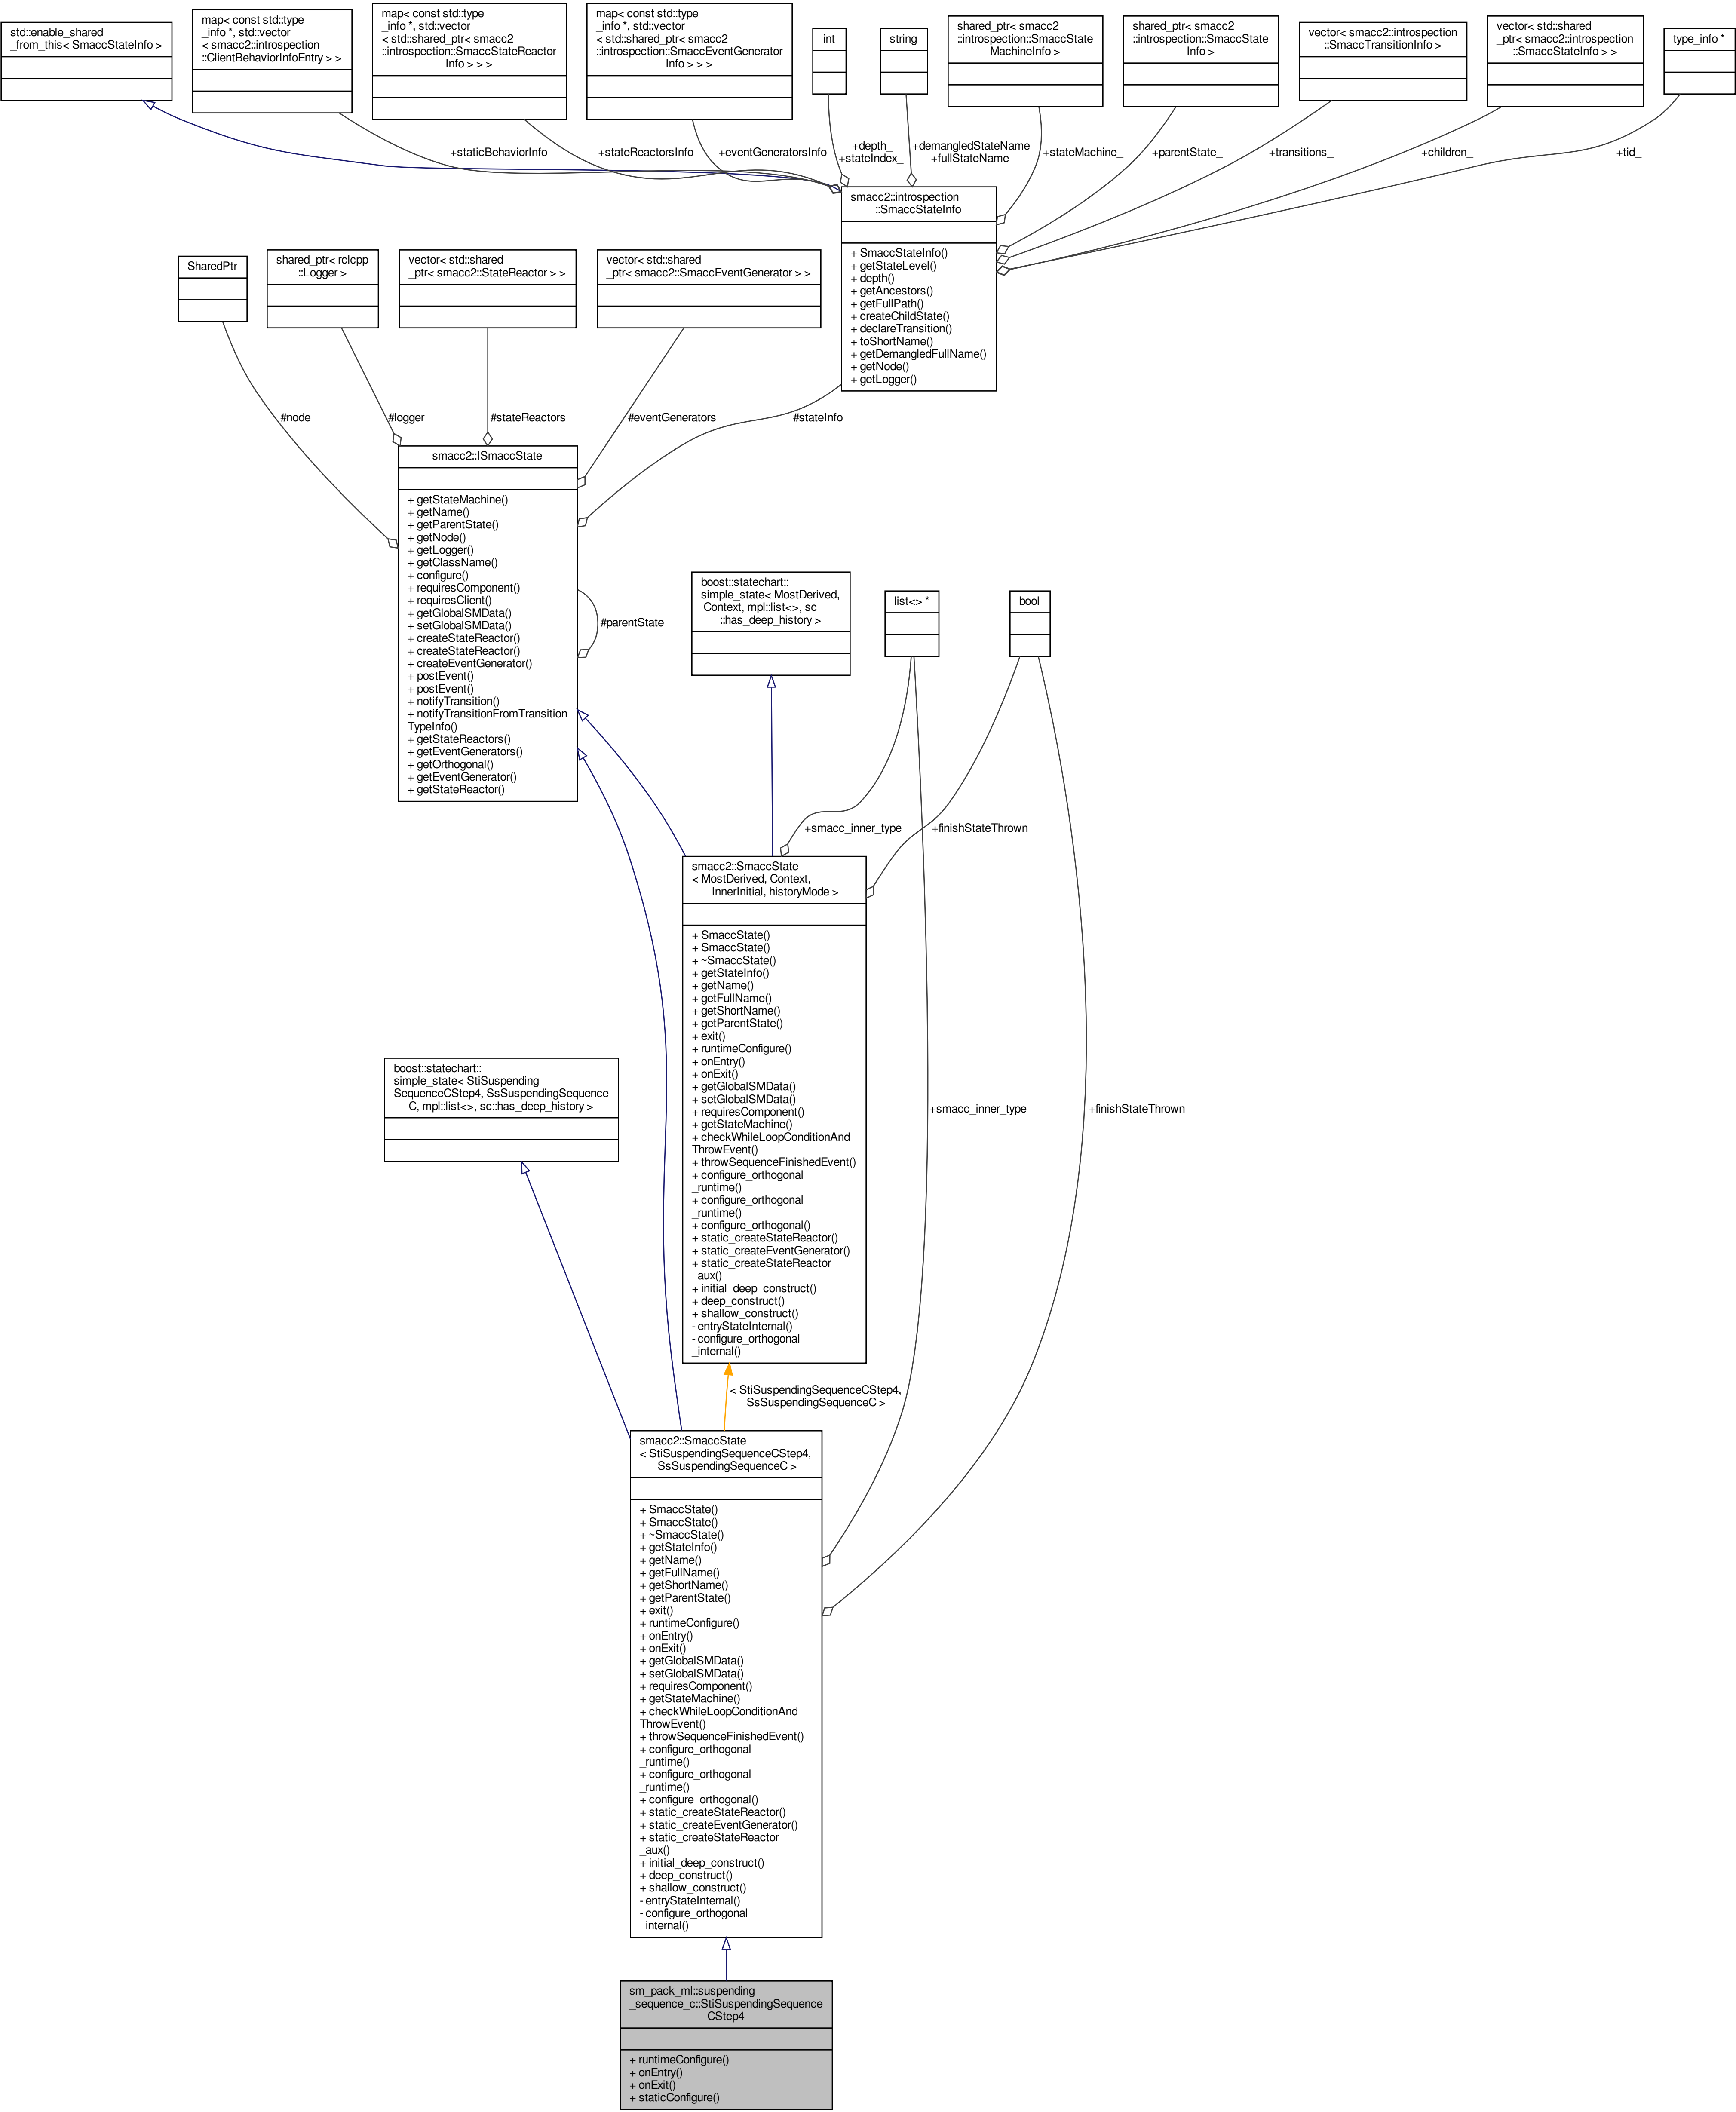 std::enable_shared
_from_this< SmaccStateInfo >
map< const std::type
_info *, std::vector
< smacc2::introspection
::ClientBehaviorInfoEntry > >
map< const std::type
_info *, std::vector
< std::shared_ptr< smacc2
::introspection::SmaccStateReactor
Info > > >
map< const std::type
_info *, std::vector
< std::shared_ptr< smacc2
::introspection::SmaccEventGenerator
Info > > >
int
string
shared_ptr< smacc2
::introspection::SmaccState
MachineInfo >
shared_ptr< smacc2
::introspection::SmaccState
Info >
vector< smacc2::introspection
::SmaccTransitionInfo >
vector< std::shared
_ptr< smacc2::introspection
::SmaccStateInfo > >
type_info *
+staticBehaviorInfo
+stateReactorsInfo
+eventGeneratorsInfo
+depth_
+stateIndex_
+demangledStateName
+fullStateName
+stateMachine_
+parentState_
+transitions_
+children_
+tid_
smacc2::introspection
::SmaccStateInfo
+ SmaccStateInfo()
+ getStateLevel()
+ depth()
+ getAncestors()
+ getFullPath()
+ createChildState()
+ declareTransition()
+ toShortName()
+ getDemangledFullName()
+ getNode()
+ getLogger()
SharedPtr
shared_ptr< rclcpp
::Logger >
vector< std::shared
_ptr< smacc2::StateReactor > >
vector< std::shared
_ptr< smacc2::SmaccEventGenerator > >
#node_
#logger_
#stateReactors_
#eventGenerators_
#stateInfo_
smacc2::ISmaccState
+ getStateMachine()
+ getName()
+ getParentState()
+ getNode()
+ getLogger()
+ getClassName()
+ configure()
+ requiresComponent()
+ requiresClient()
+ getGlobalSMData()
+ setGlobalSMData()
+ createStateReactor()
+ createStateReactor()
+ createEventGenerator()
+ postEvent()
+ postEvent()
+ notifyTransition()
+ notifyTransitionFromTransition
TypeInfo()
+ getStateReactors()
+ getEventGenerators()
+ getOrthogonal()
+ getEventGenerator()
+ getStateReactor()
#parentState_
boost::statechart::
simple_state< MostDerived,
Context, mpl::list<>, sc
::has_deep_history >
list<> *
bool
+smacc_inner_type
+finishStateThrown
smacc2::SmaccState
< MostDerived, Context,
InnerInitial, historyMode >
+ SmaccState()
+ SmaccState()
+ ~SmaccState()
+ getStateInfo()
+ getName()
+ getFullName()
+ getShortName()
+ getParentState()
+ exit()
+ runtimeConfigure()
+ onEntry()
+ onExit()
+ getGlobalSMData()
+ setGlobalSMData()
+ requiresComponent()
+ getStateMachine()
+ checkWhileLoopConditionAnd
ThrowEvent()
+ throwSequenceFinishedEvent()
+ configure_orthogonal
_runtime()
+ configure_orthogonal
_runtime()
+ configure_orthogonal()
+ static_createStateReactor()
+ static_createEventGenerator()
+ static_createStateReactor
_aux()
+ initial_deep_construct()
+ deep_construct()
+ shallow_construct()
- entryStateInternal()
- configure_orthogonal
_internal()
boost::statechart::
simple_state< StiSuspending
SequenceCStep4, SsSuspendingSequence
C, mpl::list<>, sc::has_deep_history >
+smacc_inner_type
+finishStateThrown
< StiSuspendingSequenceCStep4,
SsSuspendingSequenceC >
smacc2::SmaccState
< StiSuspendingSequenceCStep4,
SsSuspendingSequenceC >
+ SmaccState()
+ SmaccState()
+ ~SmaccState()
+ getStateInfo()
+ getName()
+ getFullName()
+ getShortName()
+ getParentState()
+ exit()
+ runtimeConfigure()
+ onEntry()
+ onExit()
+ getGlobalSMData()
+ setGlobalSMData()
+ requiresComponent()
+ getStateMachine()
+ checkWhileLoopConditionAnd
ThrowEvent()
+ throwSequenceFinishedEvent()
+ configure_orthogonal
_runtime()
+ configure_orthogonal
_runtime()
+ configure_orthogonal()
+ static_createStateReactor()
+ static_createEventGenerator()
+ static_createStateReactor
_aux()
+ initial_deep_construct()
+ deep_construct()
+ shallow_construct()
- entryStateInternal()
- configure_orthogonal
_internal()
sm_pack_ml::suspending
_sequence_c::StiSuspendingSequence
CStep4
+ runtimeConfigure()
+ onEntry()
+ onExit()
+ staticConfigure()